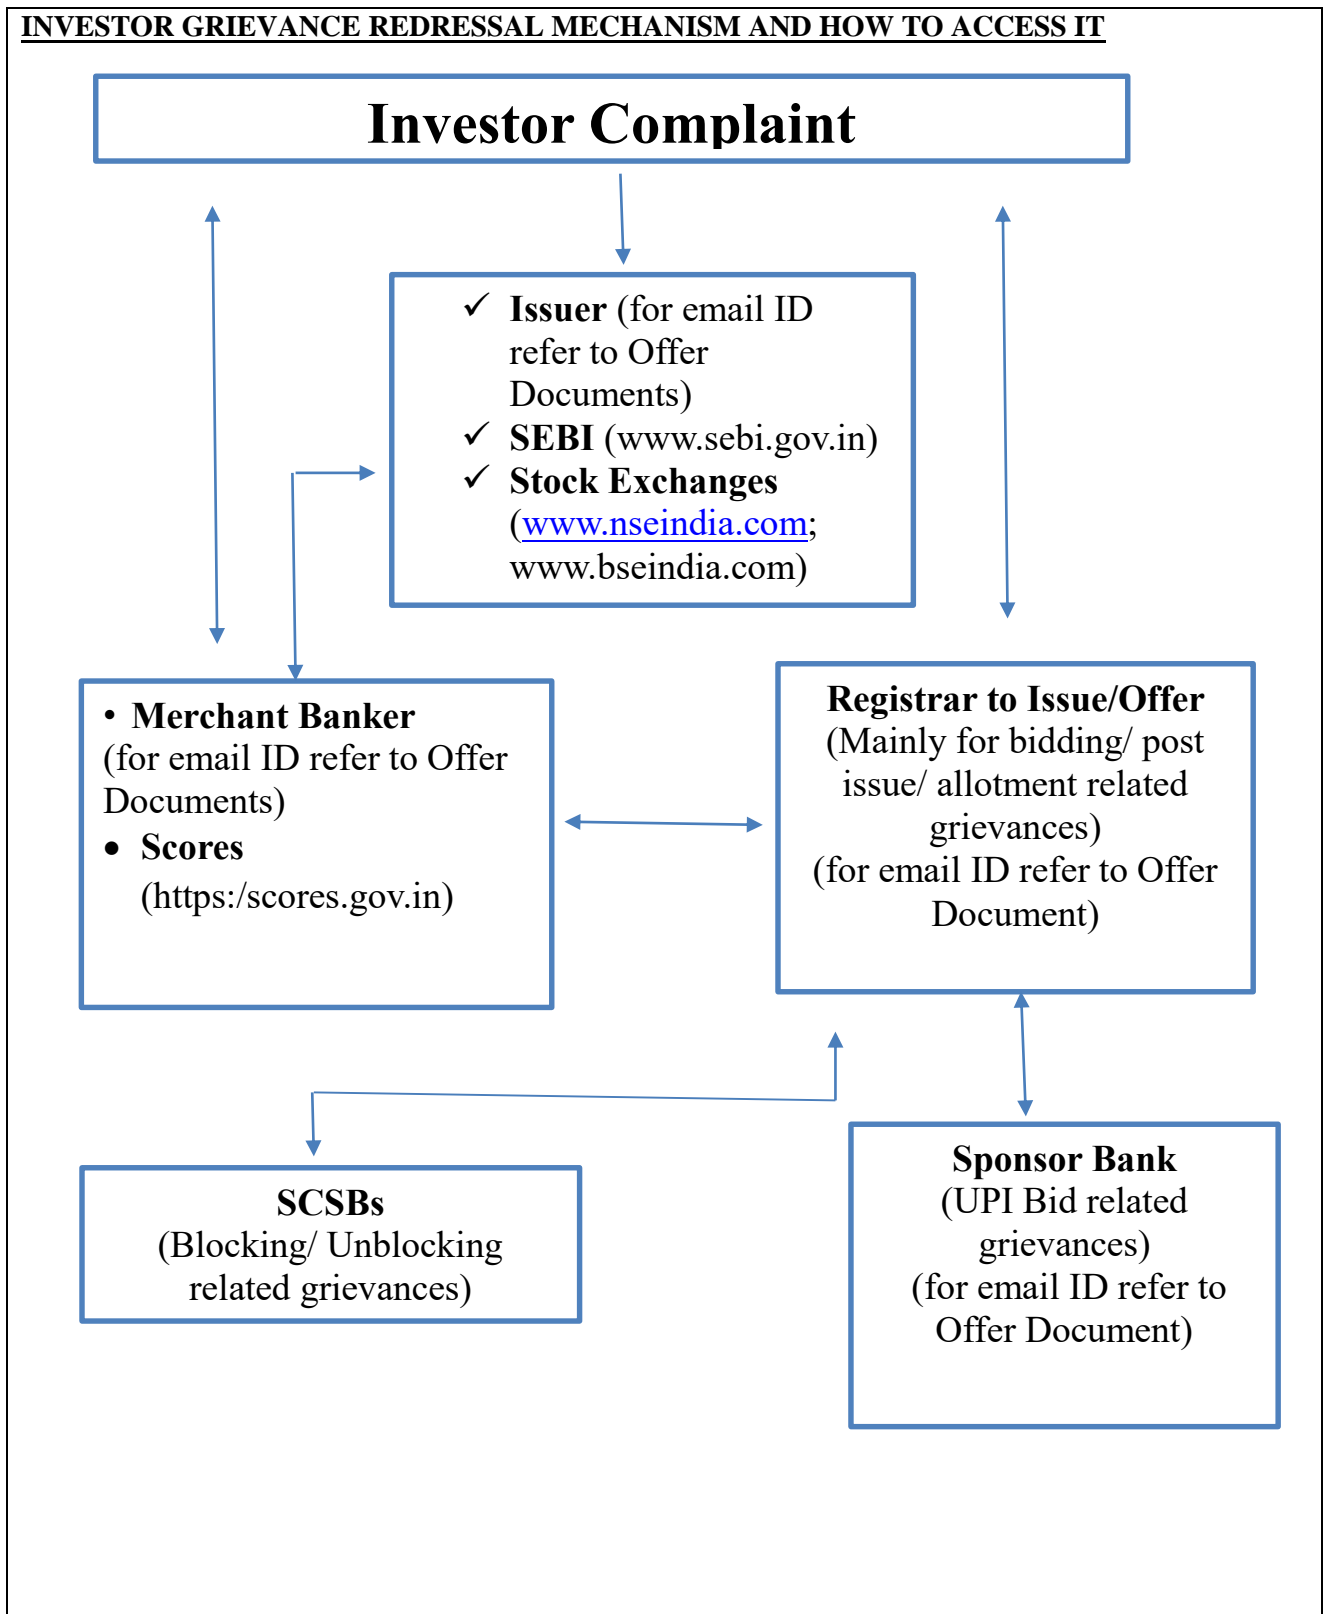 INVESTOR GRIEVANCE REDRESSAL MECHANISM AND HOW TO ACCESS IT
Investor Complaint
✓ Issuer (for email ID
refer to Offer
Documents)
✓ SEBI (www.sebi.gov.in)
✓ Stock Exchanges
(www.nseindia.com;
www.bseindia.com)
• Merchant Banker
(for email ID refer to Offer
Documents)
• Scores
(https:/scores.gov.in)
Registrar to Issue/Offer
(Mainly for bidding/ post
issue/ allotment related
grievances)
(for email ID refer to Offer
Document)
SCSBs
(Blocking/ Unblocking
related grievances)
Sponsor Bank
(UPI Bid related
grievances)
(for email ID refer to
Offer Document)